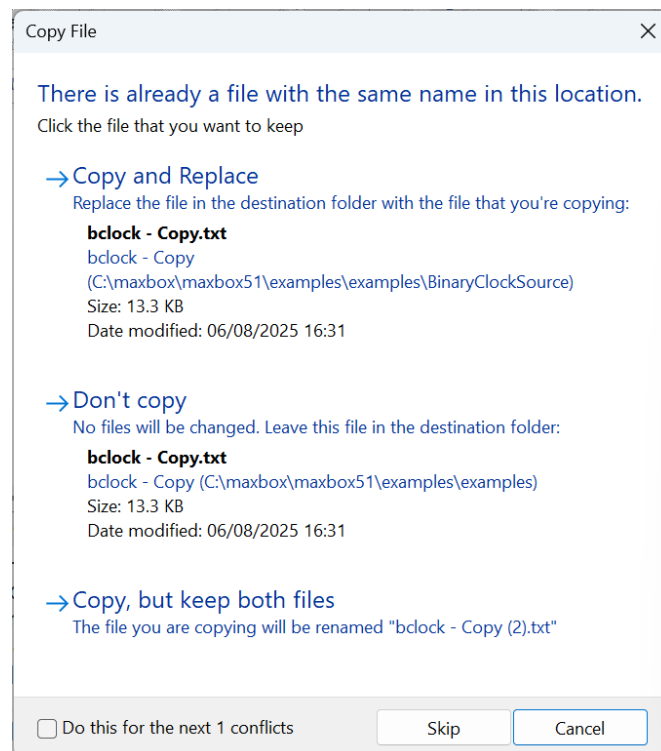 Copy File
There is already a file with the same name in this location.
Click the file that you want to keep
Copy and Replace
Replace the file in the destination folder with the file that you're copying:
bclock - Copy.txt
bclock - Copy
(C:\maxbox\maxbox51\examples\examples\BinaryClockSource)
Size: 13.3 KB
Date modified: 06/08/2025 16:31
Don't copy
No files will be changed. Leave this file in the destination folder:
bclock - Copy.txt
bclock - Copy (C:\maxbox\maxbox51\examples\examples)
Size: 13.3 KB
Date modified: 06/08/2025 16:31
Copy, but keep both files
The file you are copying will be renamed "bclock - Copy (2).txt"
Do this for the next 1 conflicts
Skip
Cancel